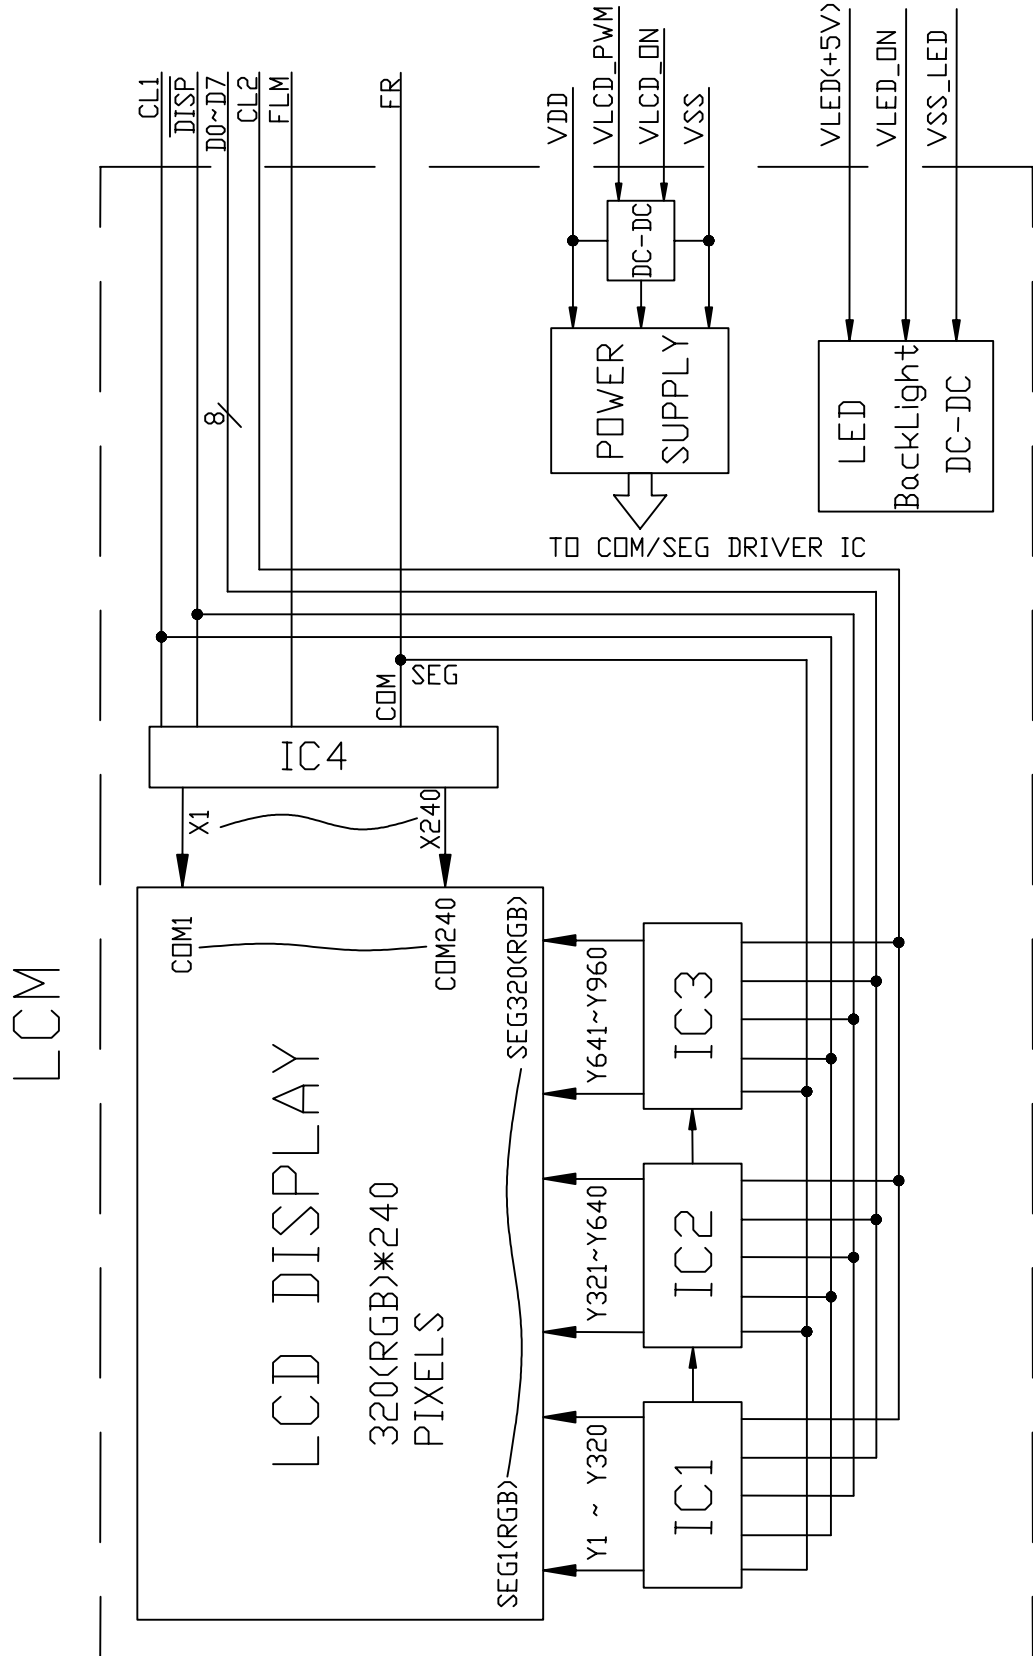 LCM
CL1
DISP
D0~D7
CL2
FLM
FR
VDD
VLCD_PWM
VLCD_ON
VSS
VLED(+5V)
VLED_ON
VSS_LED
8
DC-DC
POWER
SUPPLY
LED
BackLight
DC-DC
TO COM/SEG DRIVER IC
COM
SEG
IC4
X1
X240
COM1
COM240
LCD DISPLAY
320(RGB)*240
PIXELS
SEG320(RGB)
SEG1(RGB)
Y641~Y960
Y321~Y640
Y1 ~ Y320
IC3
IC2
IC1